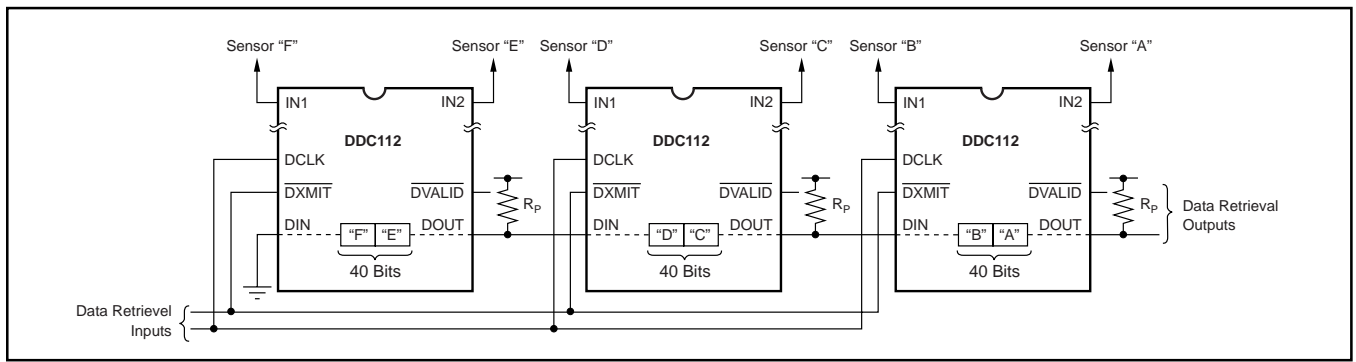 Sensor “F” Sensor “E” Sensor “D” Sensor “C” Sensor “B” Sensor “A”
IN1 IN2 IN1 IN2 IN1 IN2
DDC112 DDC112 DDC112
DCLK DCLK DCLK
DXMIT DVALID RP DXMIT DVALID RP DXMIT DVALID RP
Data Retrieval
Outputs
DIN “F” “E” DOUT DIN “D” “C” DOUT DIN “B” “A” DOUT
40 Bits 40 Bits 40 Bits
Data Retrievel
Inputs